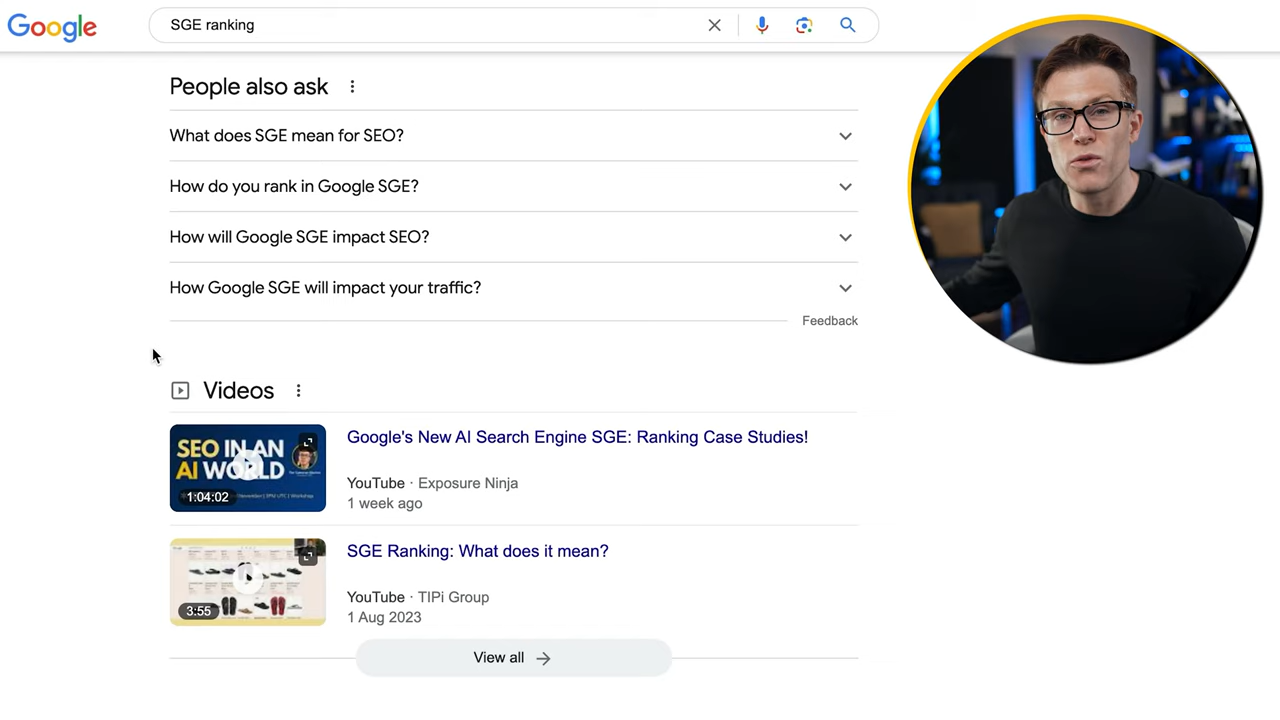 Google
SGE ranking
People also ask
What does SGE mean for SEO?
How do you rank in Google SGE?
How will Google SGE impact SEO?
How Google SGE will impact your traffic?
Feedback
Videos
SEO IN AN
AI WORLD
1:04:02
Google's New AI Search Engine SGE: Ranking Case Studies!
YouTube · Exposure Ninja
1 week ago
3:55
SGE Ranking: What does it mean?
YouTube · TIPi Group
1 Aug 2023
View all